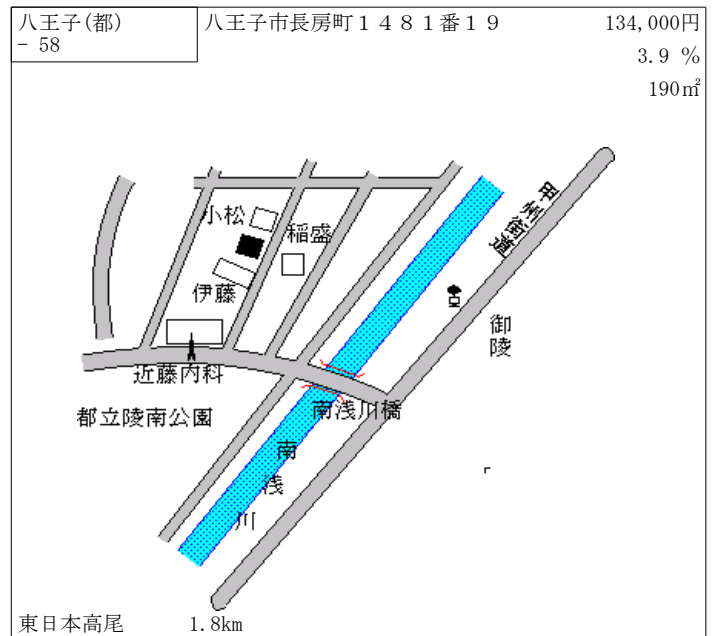 八王子(都)
- 58
八王子市長房町１４８１番１９
134,000円
3.9 %
190㎡
甲州街道
小松
稲盛
伊藤
御陵
近藤内科
都立陵南公園
南浅川橋
南浅川
東日本高尾
1.8km